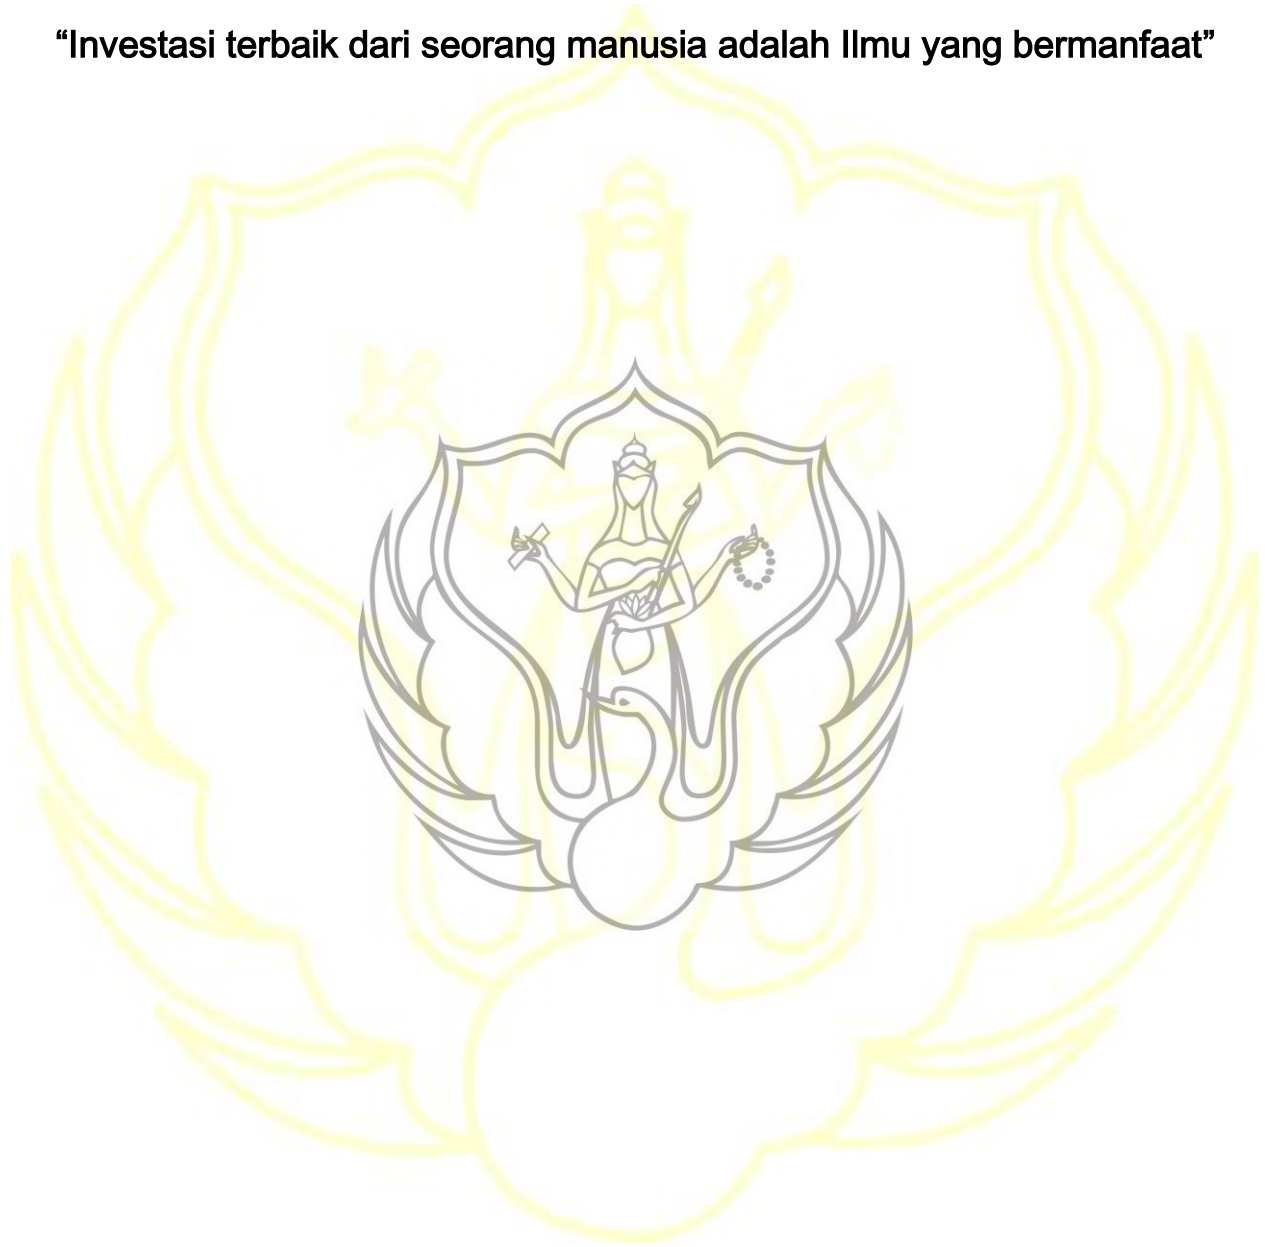 “Investasi terbaik dari seorang manusia adalah Ilmu yang bermanfaat”